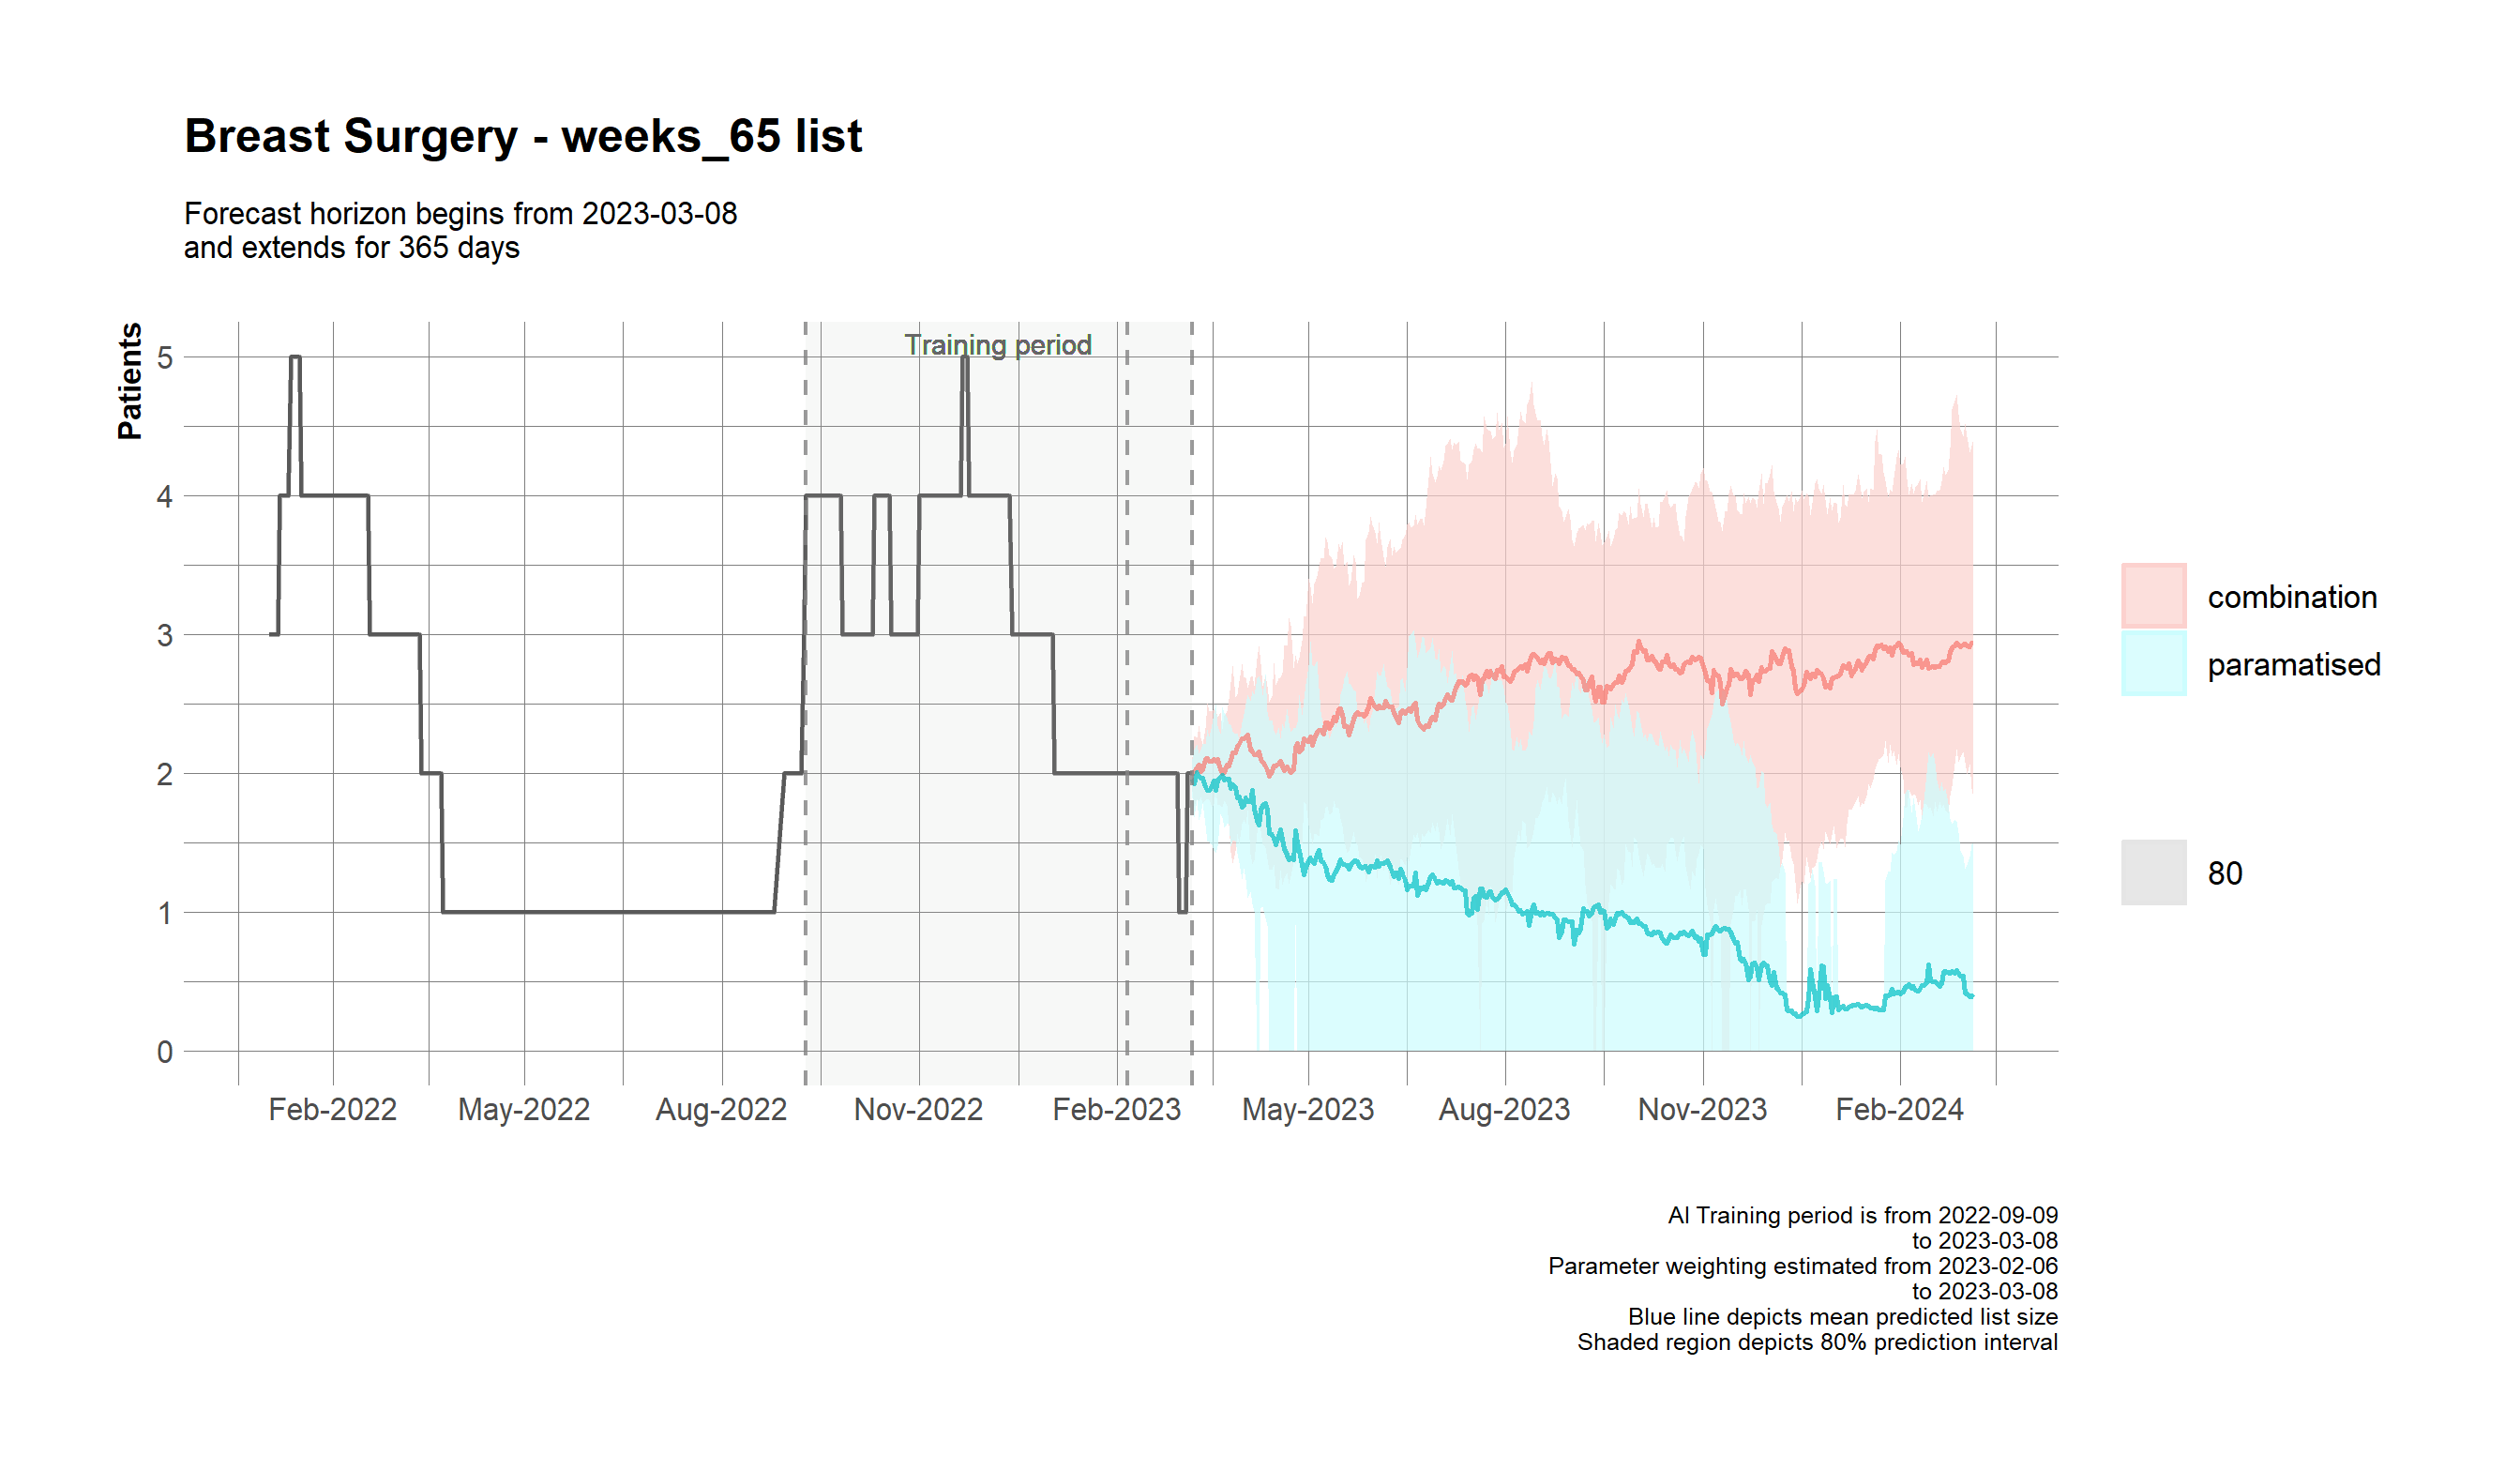 Breast Surgery - weeks_65 list
Forecast horizon begins from 2023-03-08
and extends for 365 days
Patients
Training period
5
4
3
2
1
0
Feb-2022
May-2022
Aug-2022
Nov-2022
Feb-2023
May-2023
Aug-2023
Nov-2023
Feb-2024
combination
paramatised
80
AI Training period is from 2022-09-09
to 2023-03-08
Parameter weighting estimated from 2023-02-06
to 2023-03-08
Blue line depicts mean predicted list size
Shaded region depicts 80% prediction interval